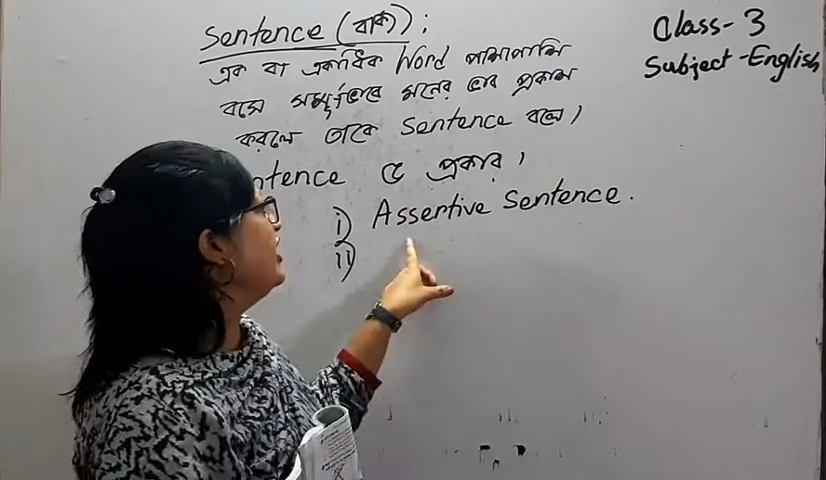 Sentence (বাক্য) :
Class - 3
Subject - English
এক বা একাধিক Word পাশাপাশি
বসে সম্পূর্ণভাবে মনের ভাব প্রকাশ
করলে তাকে Sentence বলে।
ntence ৫ প্রকার।
i) Assertive Sentence.
ii)